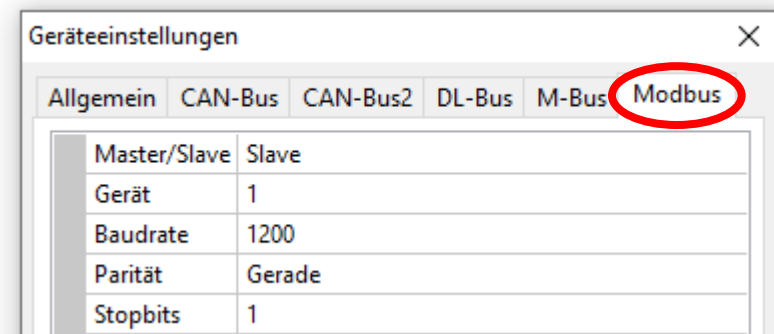 Geräteeinstellungen
Allgemein CAN-Bus CAN-Bus2 DL-Bus M-Bus Modbus
Master/Slave Slave
Gerät 1
Baudrate 1200
Parität Gerade
Stopbits 1